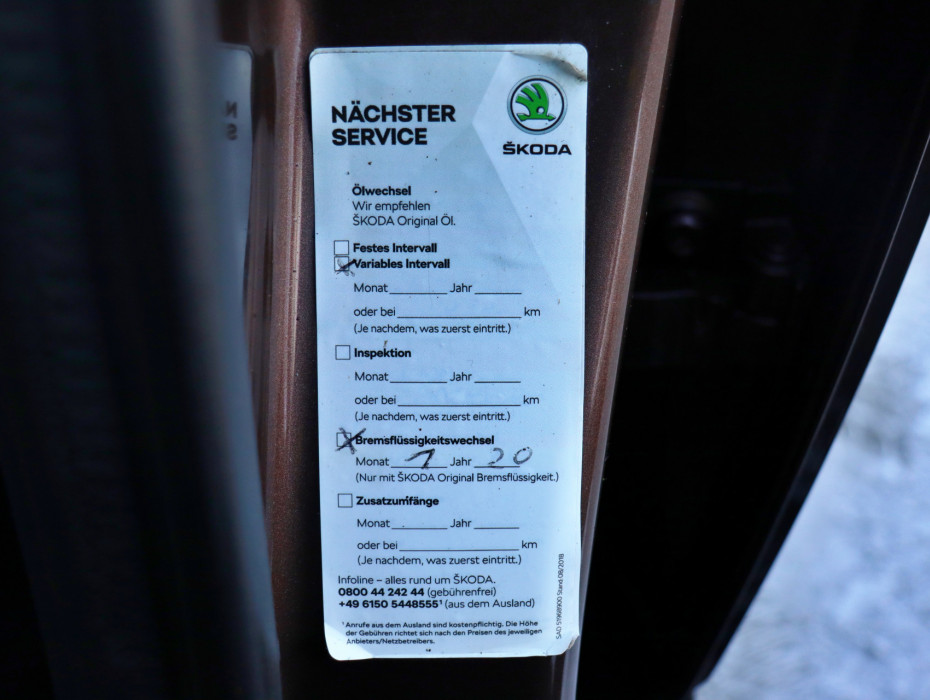 NÄCHSTER
SERVICE
ŠKODA
Ölwechsel
Wir empfehlen
ŠKODA Original Öl.
Festes Intervall
Variables Intervall
Monat Jahr
oder bei km
(Je nachdem, was zuerst eintritt.)
Inspektion
Monat Jahr
oder bei km
(Je nachdem, was zuerst eintritt.)
Bremsflüssigkeitswechsel
Monat 1 Jahr 20
(Nur mit ŠKODA Original Bremsflüssigkeit.)
Zusatzumfänge
Monat Jahr
oder bei km
(Je nachdem, was zuerst eintritt.)
Infoline – alles rund um ŠKODA.
0800 44 242 44 (gebührenfrei)
+49 6150 5448555¹ (aus dem Ausland)
¹ Anrufe aus dem Ausland sind kostenpflichtig. Die Höhe
der Gebühren richtet sich nach den Preisen des jeweiligen
Anbieters/Netzbetreibers.
Stand 08/2018